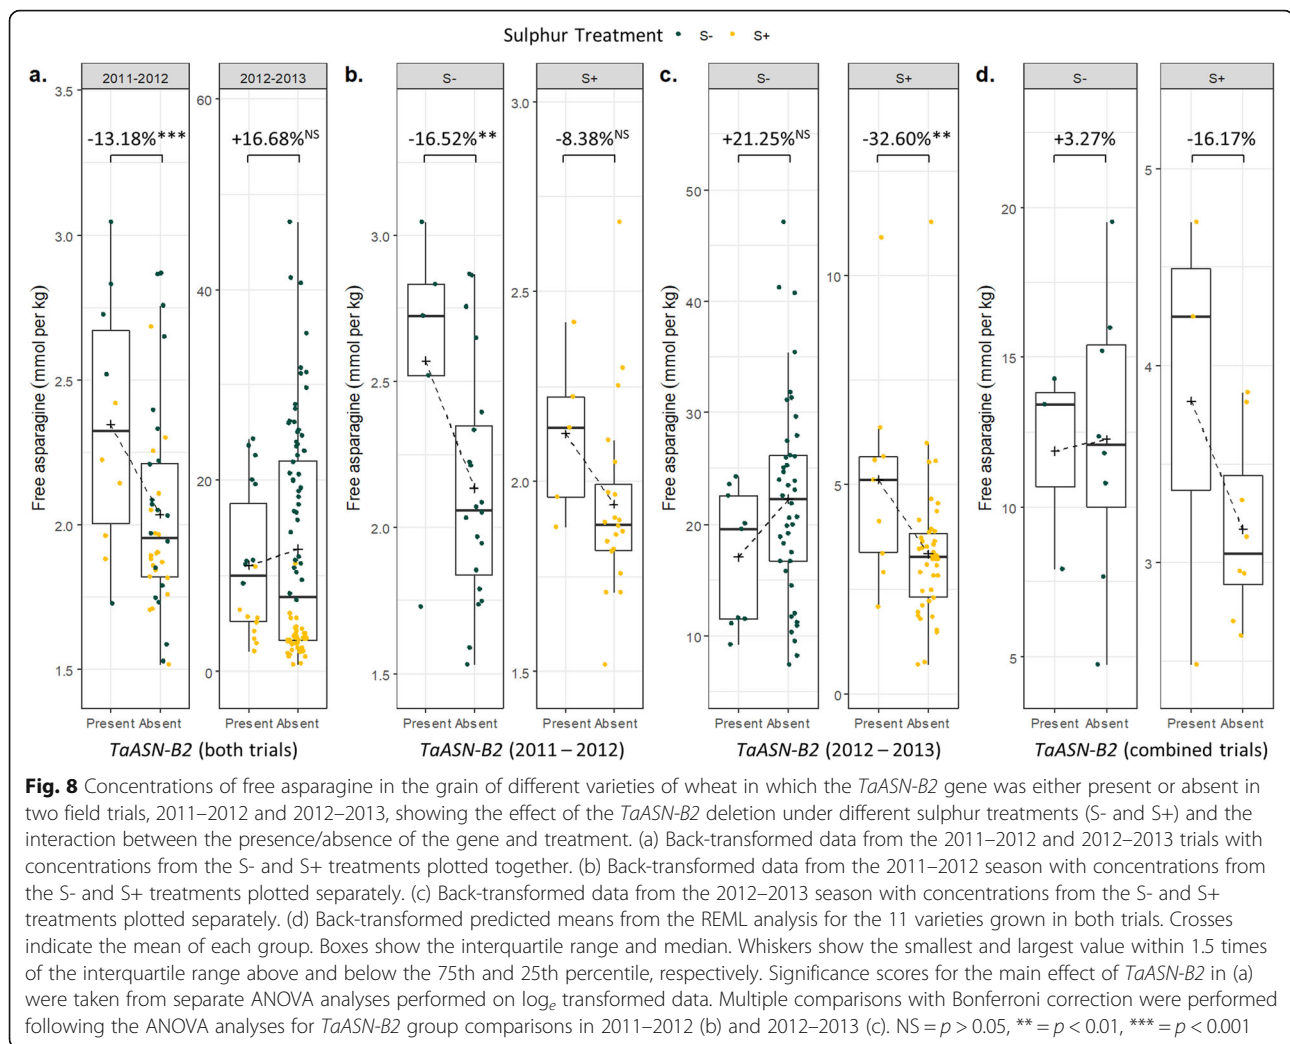 Sulphur Treatment S- S+
a. 2011-2012 2012-2013 b. S- S+ c. S- S+ d. S- S+
-13.18%*** +16.68%NS -16.52%** -8.38%NS +21.25%NS -32.60%** +3.27% -16.17%
Free asparagine (mmol per kg)
3.5
3.0
2.5
2.0
1.5
60
40
20
0
Free asparagine (mmol per kg)
3.0
2.5
2.0
1.5
3.0
2.5
2.0
1.5
Free asparagine (mmol per kg)
50
40
30
20
10
10
5
0
Free asparagine (mmol per kg)
20
15
10
5
5
4
3
Present Absent Present Absent Present Absent Present Absent Present Absent Present Absent Present Absent Present Absent
TaASN-B2 (both trials) TaASN-B2 (2011–2012) TaASN-B2 (2012–2013) TaASN-B2 (combined trials)
Fig. 8 Concentrations of free asparagine in the grain of different varieties of wheat in which the TaASN-B2 gene was either present or absent in
two field trials, 2011–2012 and 2012–2013, showing the effect of the TaASN-B2 deletion under different sulphur treatments (S- and S+) and the
interaction between the presence/absence of the gene and treatment. (a) Back-transformed data from the 2011–2012 and 2012–2013 trials with
concentrations from the S- and S+ treatments plotted together. (b) Back-transformed data from the 2011–2012 season with concentrations from
the S- and S+ treatments plotted separately. (c) Back-transformed data from the 2012–2013 season with concentrations from the S- and S+
treatments plotted separately. (d) Back-transformed predicted means from the REML analysis for the 11 varieties grown in both trials. Crosses
indicate the mean of each group. Boxes show the interquartile range and median. Whiskers show the smallest and largest value within 1.5 times
of the interquartile range above and below the 75th and 25th percentile, respectively. Significance scores for the main effect of TaASN-B2 in (a)
were taken from separate ANOVA analyses performed on loge transformed data. Multiple comparisons with Bonferroni correction were performed
following the ANOVA analyses for TaASN-B2 group comparisons in 2011–2012 (b) and 2012–2013 (c). NS = p > 0.05, ** = p < 0.01, *** = p < 0.001